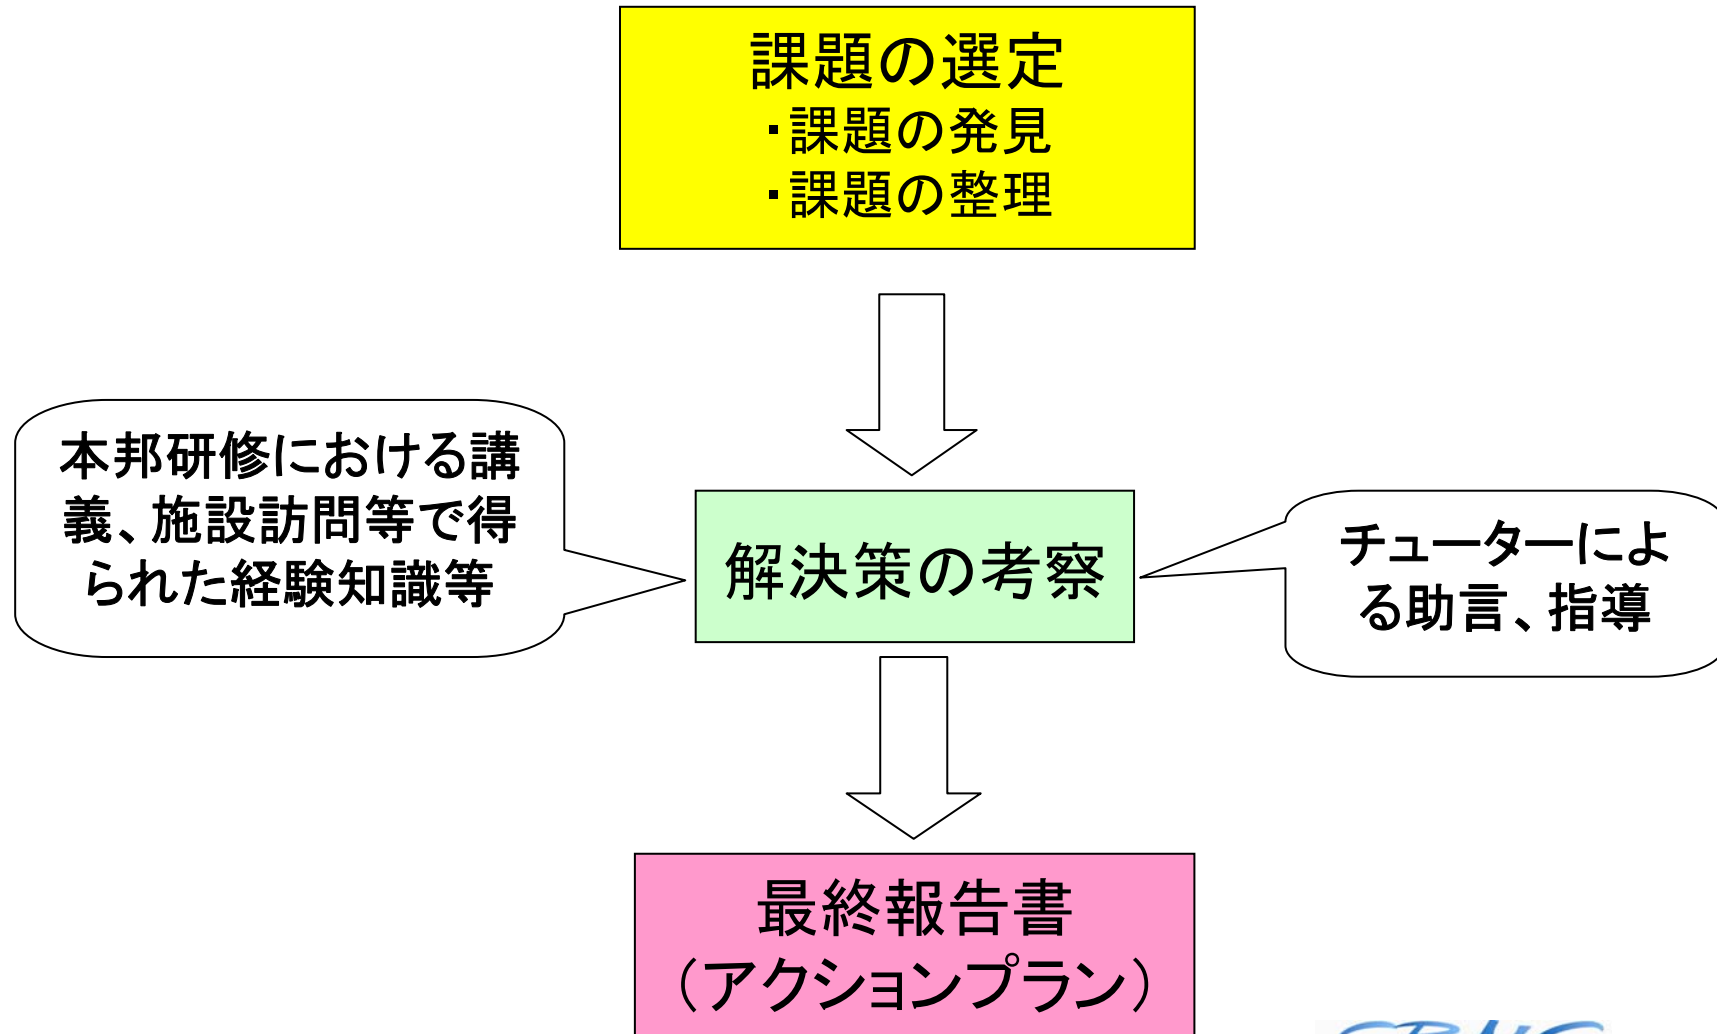 課題の選定
・課題の発見
・課題の整理
本邦研修における講
義、施設訪問等で得
られた経験知識等
解決策の考察
チューターによ
る助言、指導
最終報告書
（アクションプラン）